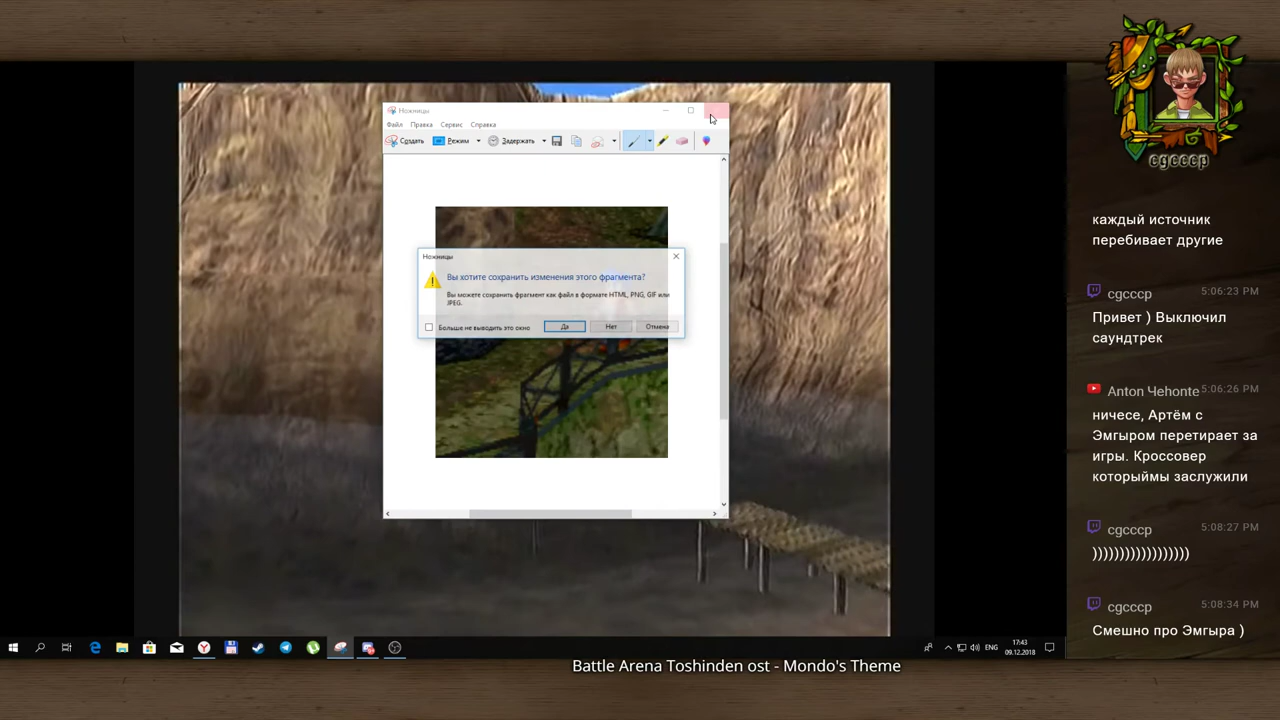 Ножницы
Файл Правка Сервис Справка
Создать Режим Задержать
Ножницы
Вы хотите сохранить изменения этого фрагмента?
Вы можете сохранить фрагмент как файл в формате HTML, PNG, GIF или
JPEG.
Больше не выводить это окно Да Нет Отмена
cgcccp
каждый источник
перебивает другие
cgcccp 5:06:23 PM
Привет ) Выключил
саундтрек
Anton Чehonte 5:06:26 PM
ничесе, Артём с
Эмгыром перетирает за
игры. Кроссовер
которыймы заслужили
cgcccp 5:08:27 PM
))))))))))))))))))
cgcccp 5:08:34 PM
Смешно про Эмгыра )
ENG 17:43
09.12.2018
Battle Arena Toshinden ost - Mondo's Theme